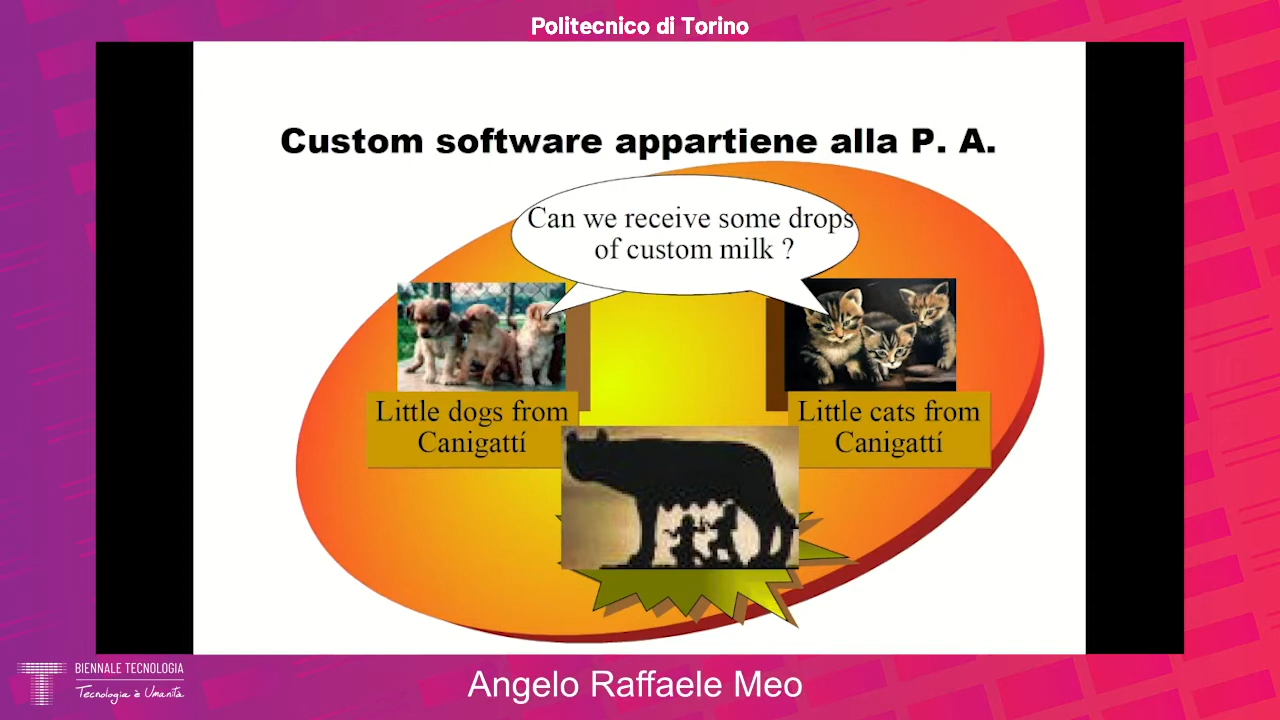 Politecnico di Torino
Custom software appartiene alla P. A.
Can we receive some drops
of custom milk ?
Little dogs from
Canigattí
Little cats from
Canigattí
BIENNALE TECNOLOGIA
Tecnologia è Umanità
Angelo Raffaele Meo